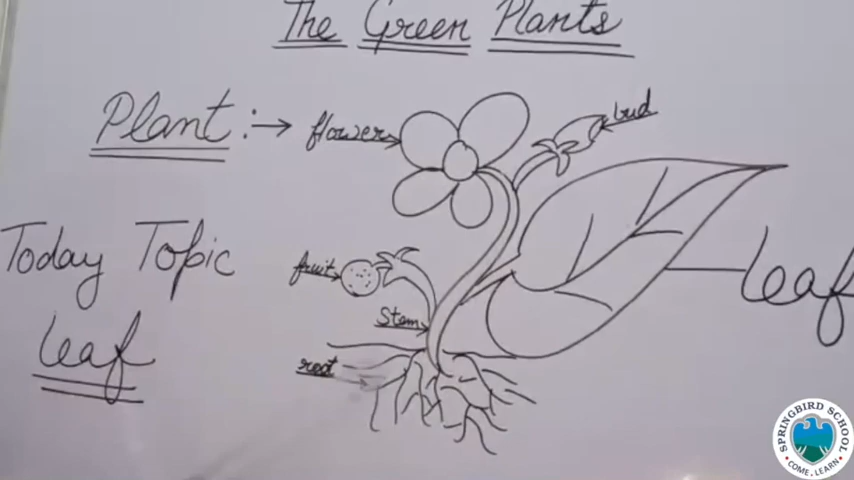 The Green Plants
Plant :→ flower
bud
Today Topic
leaf
fruit
Stem
root
leaf
SPRINGBIRD SCHOOL
COME, LEARN